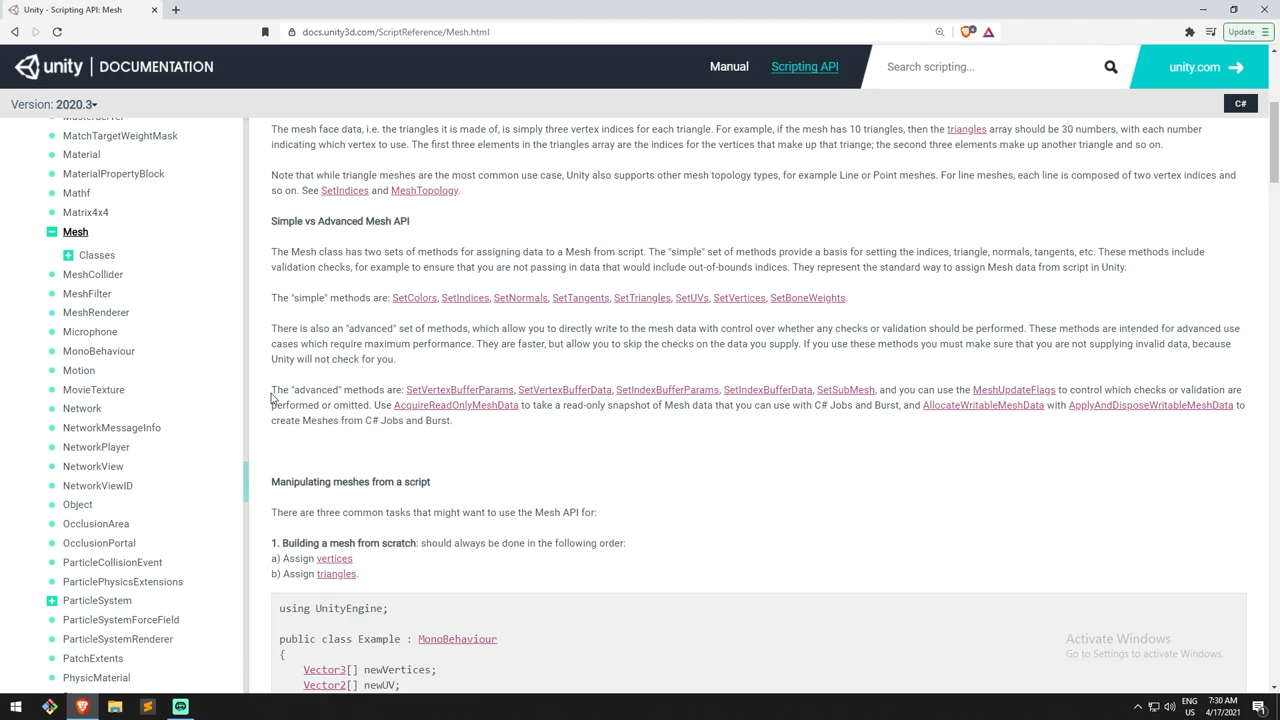 Unity - Scripting API: Mesh
docs.unity3d.com/ScriptReference/Mesh.html
4
Update
unity | DOCUMENTATION
Manual
Scripting API
Search scripting...
unity.com
Version: 2020.3
C#
MatchTargetWeightMask
Material
MaterialPropertyBlock
Mathf
Matrix4x4
Mesh
Classes
MeshCollider
MeshFilter
MeshRenderer
Microphone
MonoBehaviour
Motion
MovieTexture
Network
NetworkMessageInfo
NetworkPlayer
NetworkView
NetworkViewID
Object
OcclusionArea
OcclusionPortal
ParticleCollisionEvent
ParticlePhysicsExtensions
ParticleSystem
ParticleSystemForceField
ParticleSystemRenderer
PatchExtents
PhysicMaterial
The mesh face data, i.e. the triangles it is made of, is simply three vertex indices for each triangle. For example, if the mesh has 10 triangles, then the triangles array should be 30 numbers, with each number
indicating which vertex to use. The first three elements in the triangles array are the indices for the vertices that make up that triange; the second three elements make up another triangle and so on.
Note that while triangle meshes are the most common use case, Unity also supports other mesh topology types, for example Line or Point meshes. For line meshes, each line is composed of two vertex indices and
so on. See SetIndices and MeshTopology.
Simple vs Advanced Mesh API
The Mesh class has two sets of methods for assigning data to a Mesh from script. The "simple" set of methods provide a basis for setting the indices, triangle, normals, tangents, etc. These methods include
validation checks, for example to ensure that you are not passing in data that would include out-of-bounds indices. They represent the standard way to assign Mesh data from script in Unity.
The "simple" methods are: SetColors, SetIndices, SetNormals, SetTangents, SetTriangles, SetUVs, SetVertices, SetBoneWeights.
There is also an "advanced" set of methods, which allow you to directly write to the mesh data with control over whether any checks or validation should be performed. These methods are intended for advanced use
cases which require maximum performance. They are faster, but allow you to skip the checks on the data you supply. If you use these methods you must make sure that you are not supplying invalid data, because
Unity will not check for you.
The "advanced" methods are: SetVertexBufferParams, SetVertexBufferData, SetIndexBufferParams, SetIndexBufferData, SetSubMesh, and you can use the MeshUpdateFlags to control which checks or validation are
performed or omitted. Use AcquireReadOnlyMeshData to take a read-only snapshot of Mesh data that you can use with C# Jobs and Burst, and AllocateWritableMeshData with ApplyAndDisposeWritableMeshData to
create Meshes from C# Jobs and Burst.
Manipulating meshes from a script
There are three common tasks that might want to use the Mesh API for:
1. Building a mesh from scratch: should always be done in the following order:
a) Assign vertices
b) Assign triangles.
using UnityEngine;
public class Example : MonoBehaviour
{
Vector3[] newVertices;
Vector2[] newUV;
Activate Windows
Go to Settings to activate Windows.
ENG
US
7:30 AM
4/17/2021
1